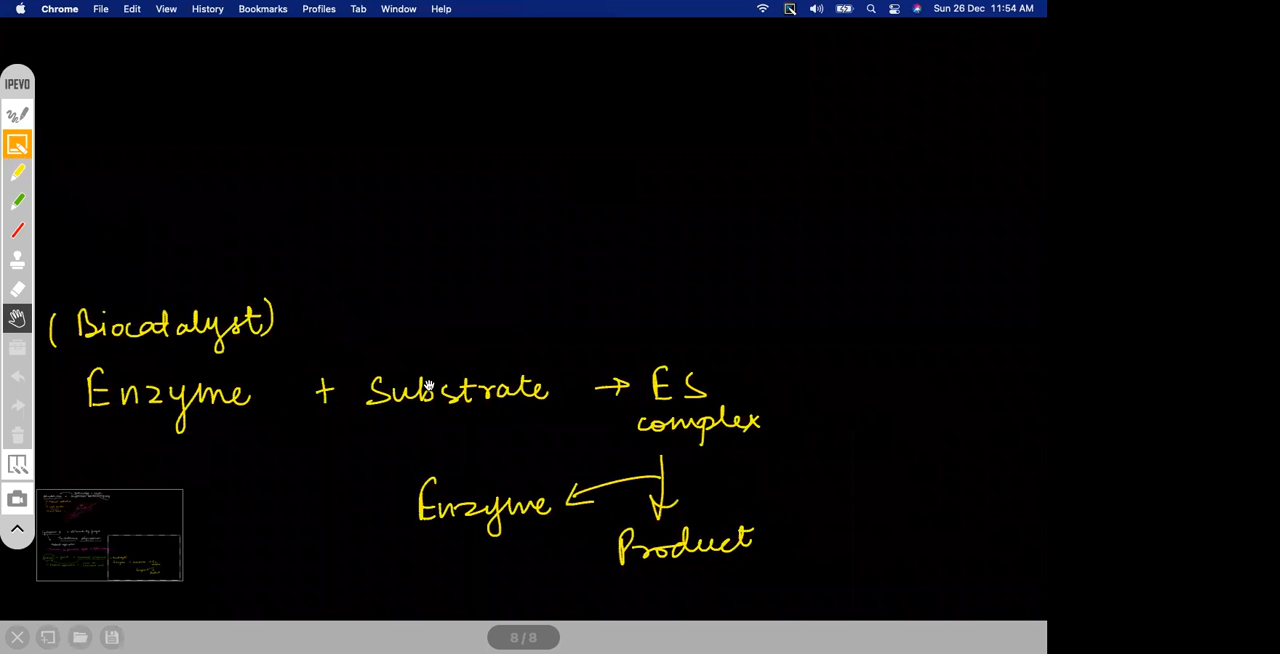 Chrome File Edit View History Bookmarks Profiles Tab Window Help Sun 26 Dec 11:54 AM
IPEVO
(Biocatalyst)
Enzyme + Substrate → ES
complex
Enzyme ←
↓
Product
8 / 8